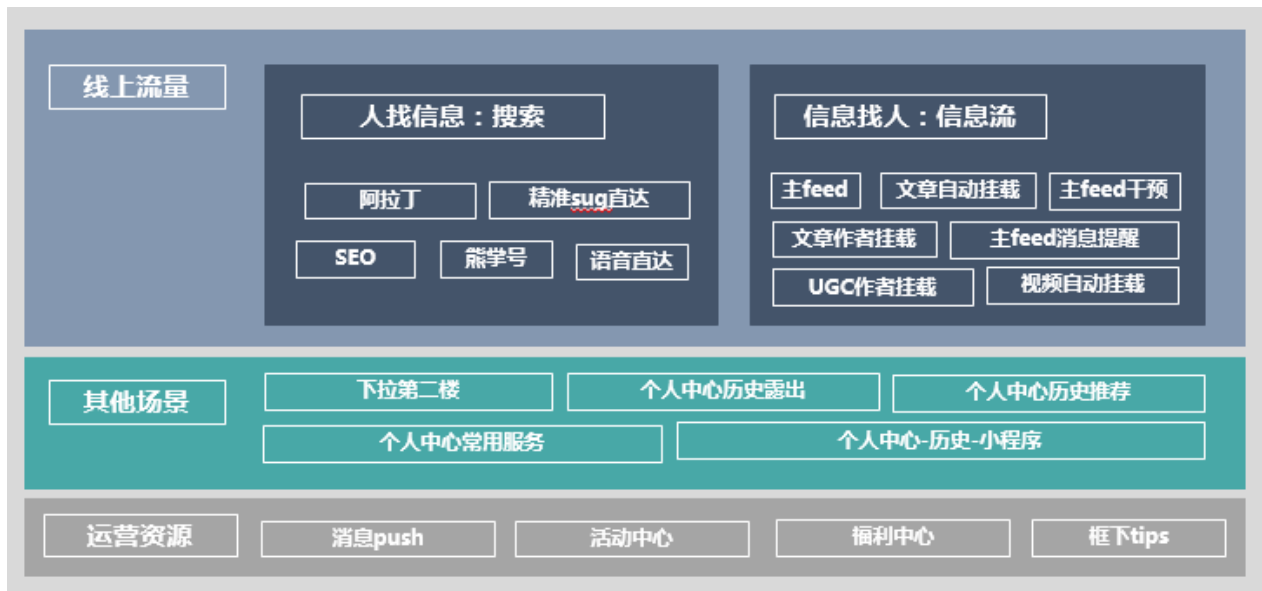 线上流量
人找信息：搜索
阿拉丁
精准sug直达
SEO
熊学号
语音直达
信息找人：信息流
主feed
文章自动挂载
主feed干预
文章作者挂载
主feed消息提醒
UGC作者挂载
视频自动挂载
其他场景
下拉第二楼
个人中心历史露出
个人中心历史推荐
个人中心常用服务
个人中心-历史-小程序
运营资源
消息push
活动中心
福利中心
框下tips